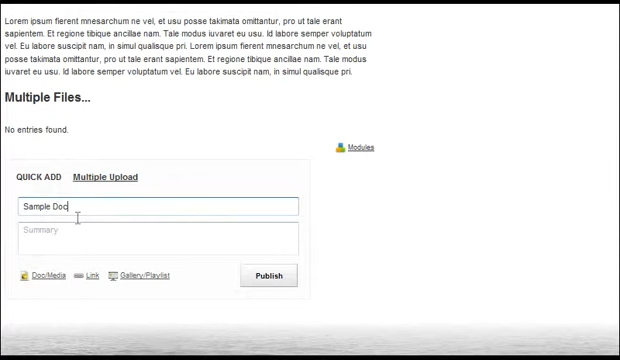 Lorem ipsum fierent mnesarchum ne vel, et usu posse takimata omittantur, pro ut tale erant
sapientem. Et regione tibique ancillae nam. Tale modus iuvaret eu usu. Id labore semper voluptatum
vel. Eu labore suscipit nam, in simul qualisque pri. Lorem ipsum fierent mnesarchum ne vel, et usu
posse takimata omittantur, pro ut tale erant sapientem. Et regione tibique ancillae nam. Tale modus
iuvaret eu usu. Id labore semper voluptatum vel. Eu labore suscipit nam, in simul qualisque pri.
Multiple Files...
No entries found.
Modules
QUICK ADD Multiple Upload
Sample Doc
Summary
Doc/Media Link Gallery/Playlist Publish